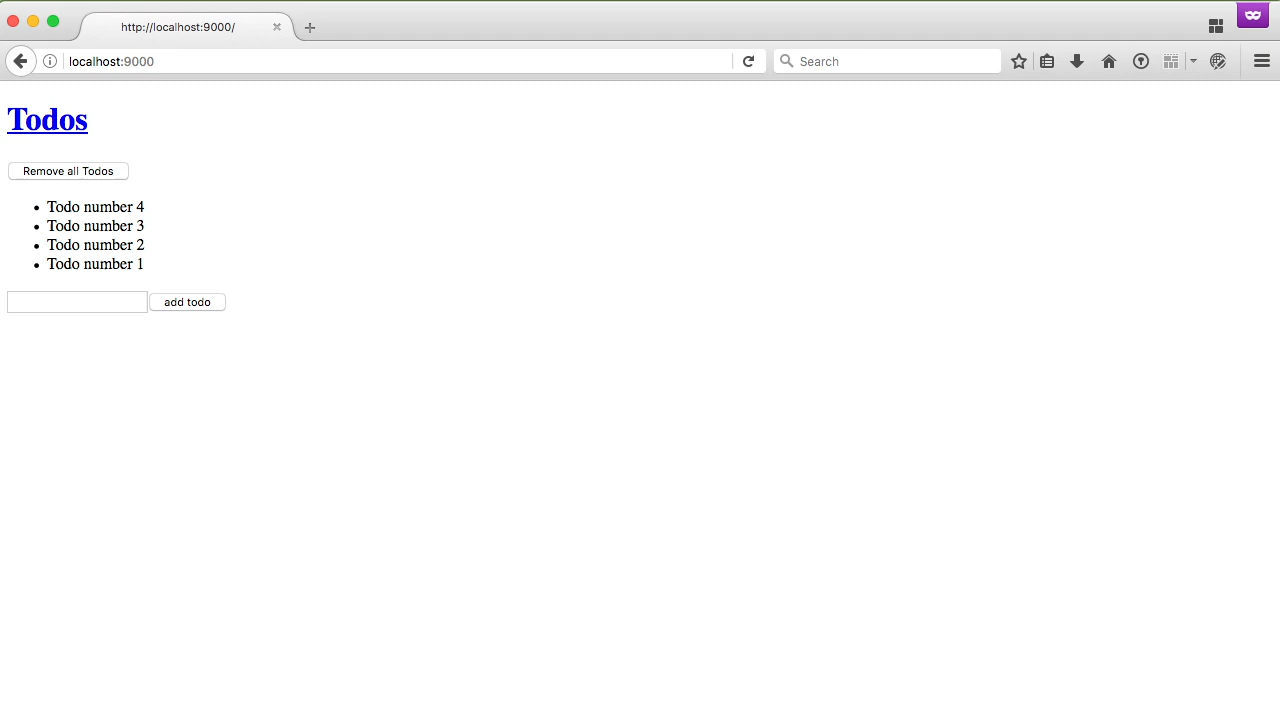 http://localhost:9000/
localhost:9000
Search
Todos
Remove all Todos
Todo number 4
Todo number 3
Todo number 2
Todo number 1
add todo